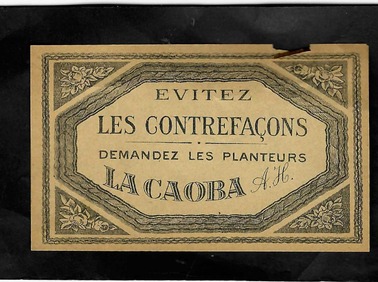 EVITEZ
LES CONTREFAÇONS
DEMANDEZ LES PLANTEURS
LA CAOBA A.H.